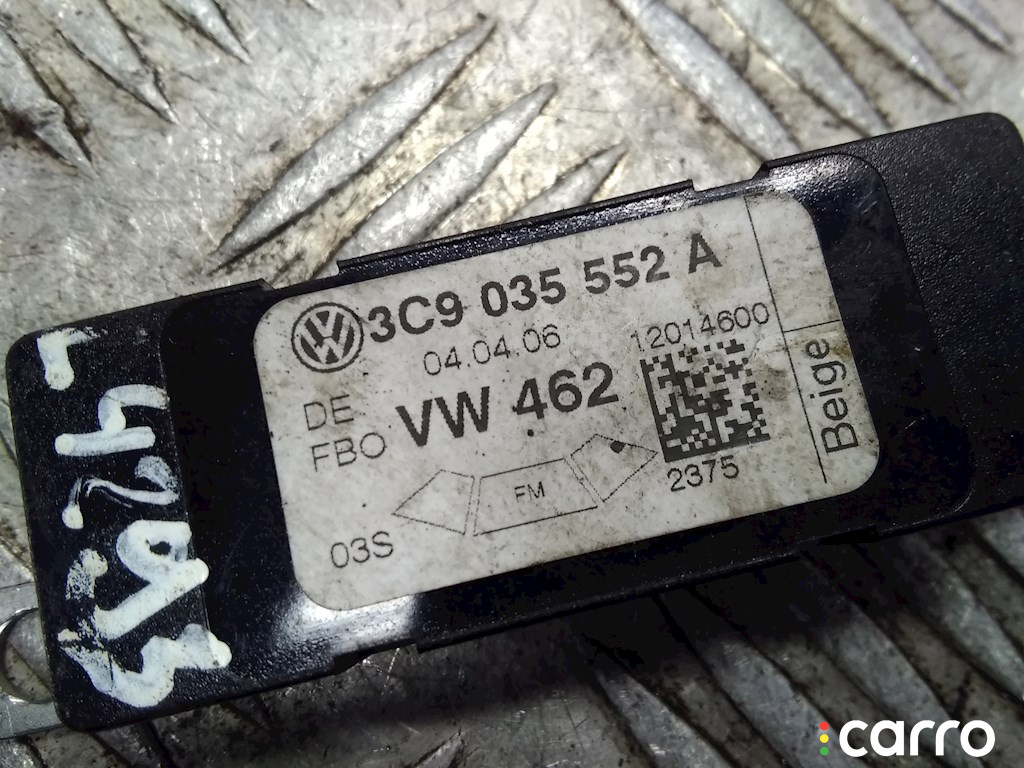 3C9 035 552 A
04.04.06
12014600
DE
FBO
VW 462
FM
2375
03S
Beige
carro